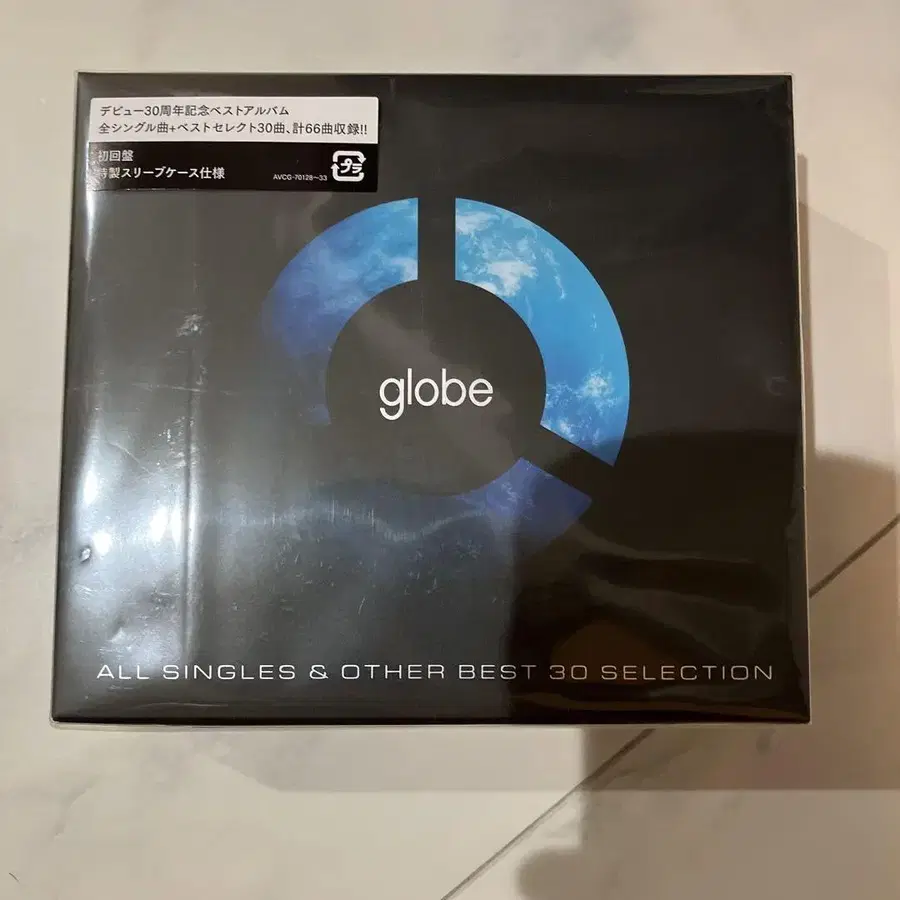 デビュー30周年記念ベストアルバム
全シングル曲+ベストセレクト30曲、計66曲収録!!
初回盤
特製スリーブケース仕様
AVCG-70128~33
プラ
globe
ALL SINGLES & OTHER BEST 30 SELECTION